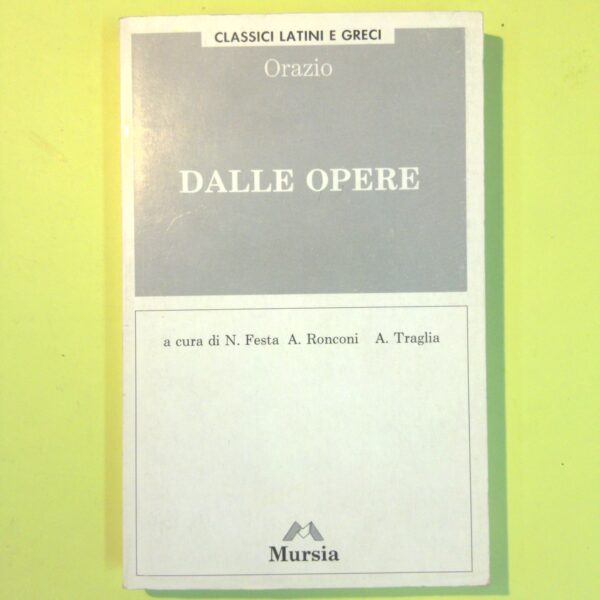 CLASSICI LATINI E GRECI
Orazio
DALLE OPERE
a cura di N. Festa A. Ronconi A. Traglia
Mursia